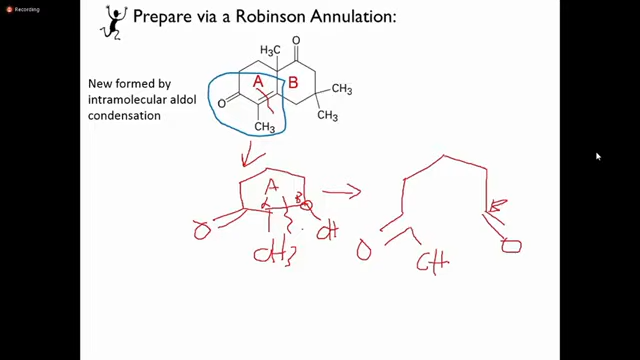 Recording
Prepare via a Robinson Annulation:
O
H₃C
A
B
New formed by
intramolecular aldol
condensation
CH₃
O
CH₃
CH₃
A
α
β
O
CH₃
OH
O
CH
O